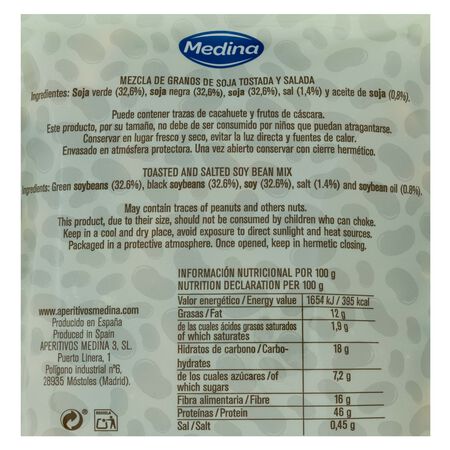 Medina
MEZCLA DE GRANOS DE SOJA TOSTADA Y SALADA
Ingredientes: Soja verde (32,6%), soja negra (32,6%), soja (32,6%), sal (1,4%) y aceite de soja (0,8%).
Puede contener trazas de cacahuete y frutos de cáscara.
Este producto, por su tamaño, no debe de ser consumido por niños que puedan atragantarse.
Conservar en lugar fresco y seco, evitar la luz directa y fuentes de calor.
Envasado en atmósfera protectora. Una vez abierto conservar con cierre hermético.
TOASTED AND SALTED SOY BEAN MIX
Ingredients: Green soybeans (32.6%), black soybeans (32.6%), soy (32.6%), salt (1.4%) and soybean oil (0.8%).
May contain traces of peanuts and others nuts.
This product, due to their size, should not be consumed by children who can choke.
Keep in a cool and dry place, avoid exposure to direct sunlight and heat sources.
Packaged in a protective atmosphere. Once opened, keep in hermetic closing.
INFORMACIÓN NUTRICIONAL POR 100 g
NUTRITION DECLARATION PER 100 g
Valor energético / Energy value 1654 kJ / 395 kcal
Grasas / Fat 12 g
de las cuales ácidos grasos saturados
of which saturates 1,9 g
Hidratos de carbono / Carbo-
hydrates 18 g
de los cuales azúcares / of
which sugars 7,2 g
Fibra alimentaria / Fibre 16 g
Proteínas / Protein 46 g
Sal / Salt 0,45 g
www.aperitivosmedina.com
Producido en España
Produced in Spain
APERITIVOS MEDINA 3, SL.
Puerto Linera, 1
Polígono industrial nº6,
28935 Móstoles (Madrid).